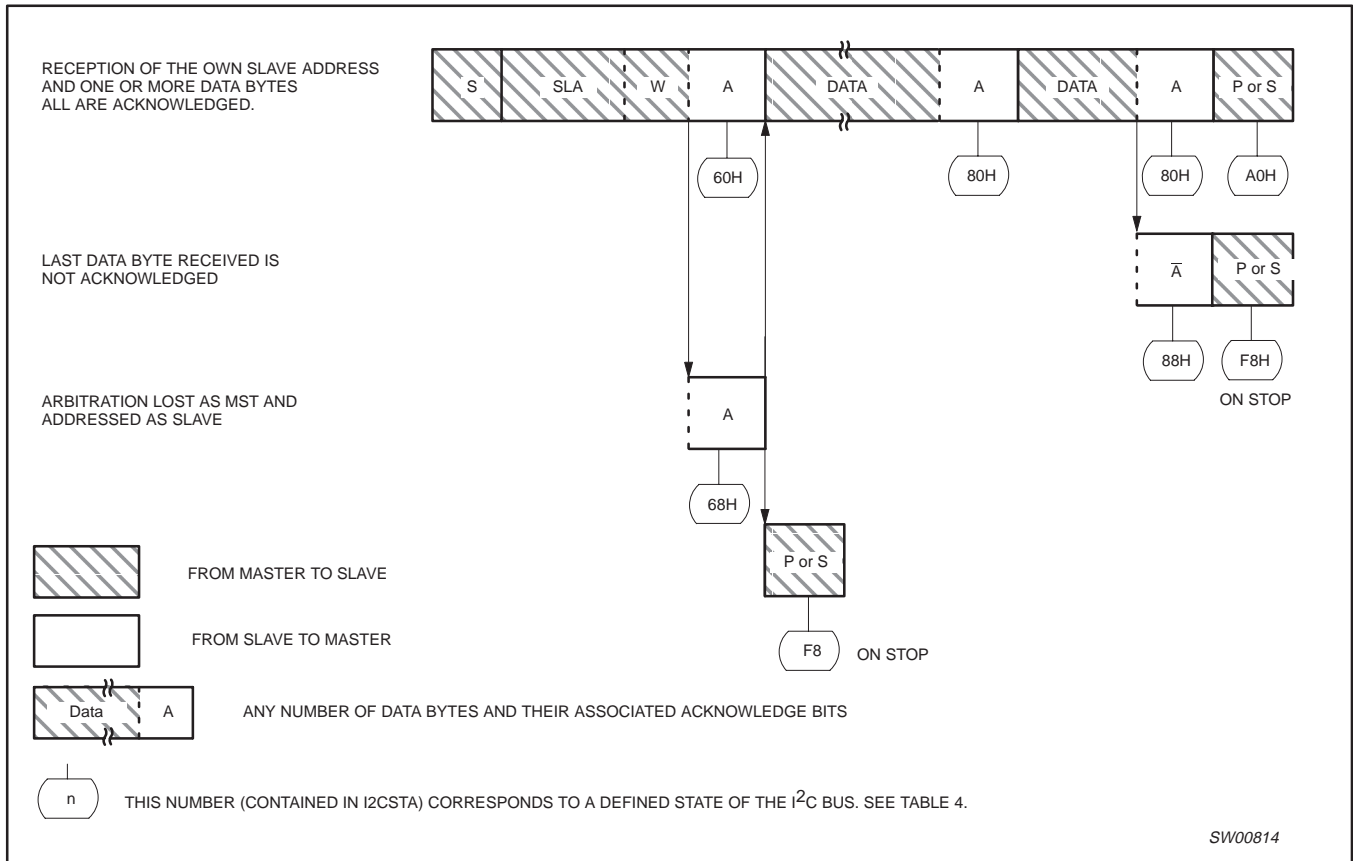 RECEPTION OF THE OWN SLAVE ADDRESS
AND ONE OR MORE DATA BYTES
ALL ARE ACKNOWLEDGED.
S SLA W A DATA A DATA A P or S
60H 80H 80H A0H
LAST DATA BYTE RECEIVED IS
NOT ACKNOWLEDGED
A̅ P or S
88H F8H
ON STOP
ARBITRATION LOST AS MST AND
ADDRESSED AS SLAVE
A
68H
P or S
F8 ON STOP
FROM MASTER TO SLAVE
FROM SLAVE TO MASTER
Data A ANY NUMBER OF DATA BYTES AND THEIR ASSOCIATED ACKNOWLEDGE BITS
n THIS NUMBER (CONTAINED IN I2CSTA) CORRESPONDS TO A DEFINED STATE OF THE I²C BUS. SEE TABLE 4.
SW00814